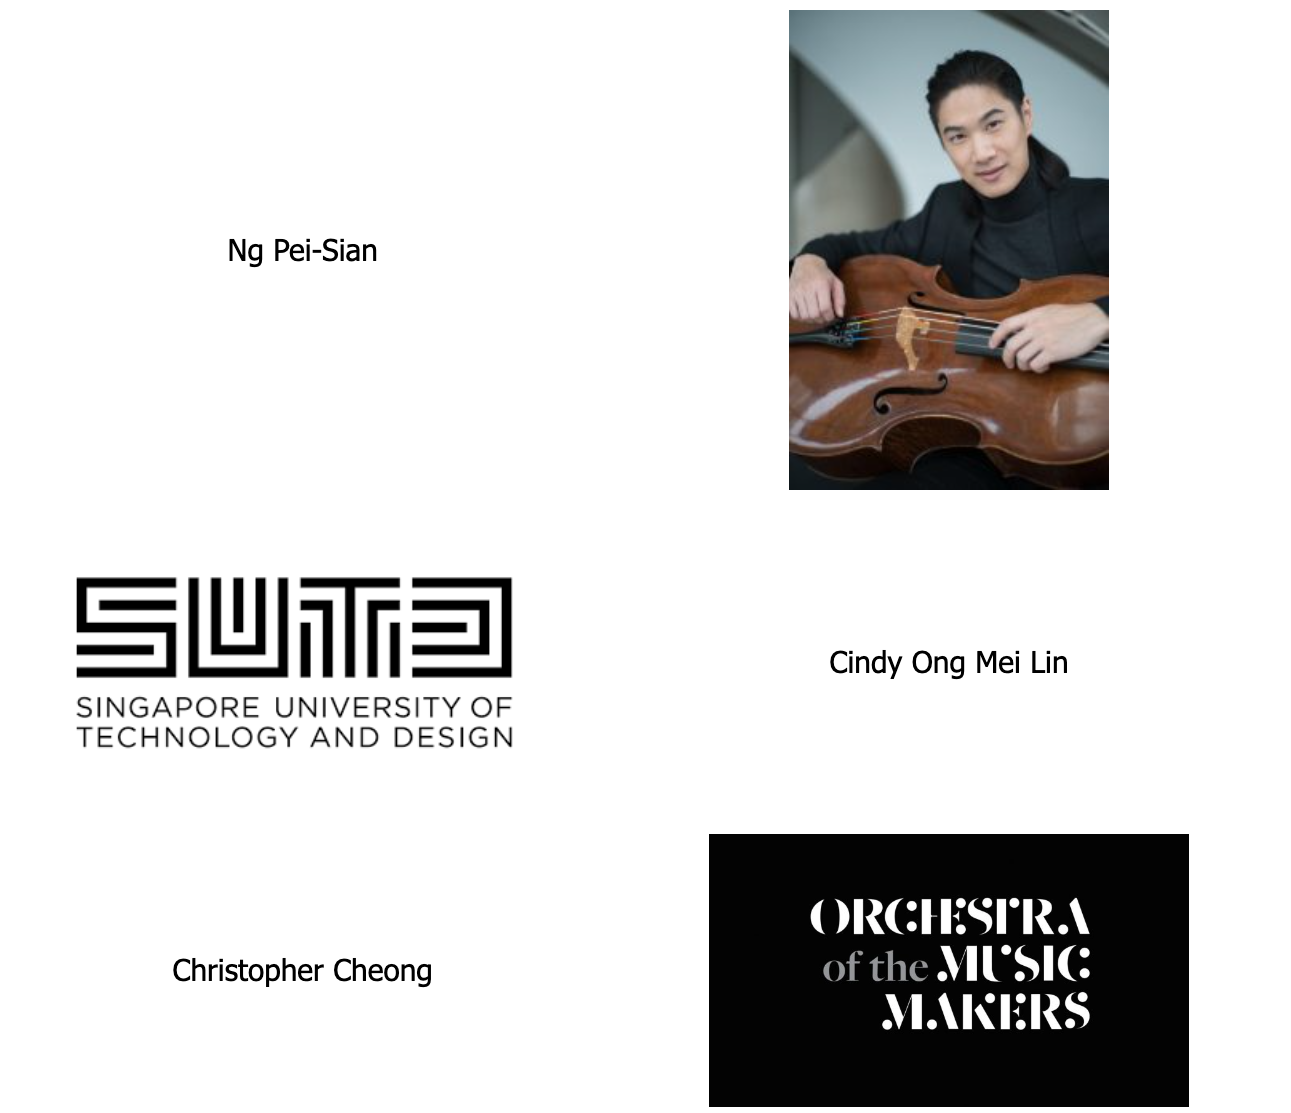 Ng Pei-Sian
SUTD
SINGAPORE UNIVERSITY OF
TECHNOLOGY AND DESIGN
Cindy Ong Mei Lin
Christopher Cheong
ORCHESTRA
of the MUSIC
MAKERS